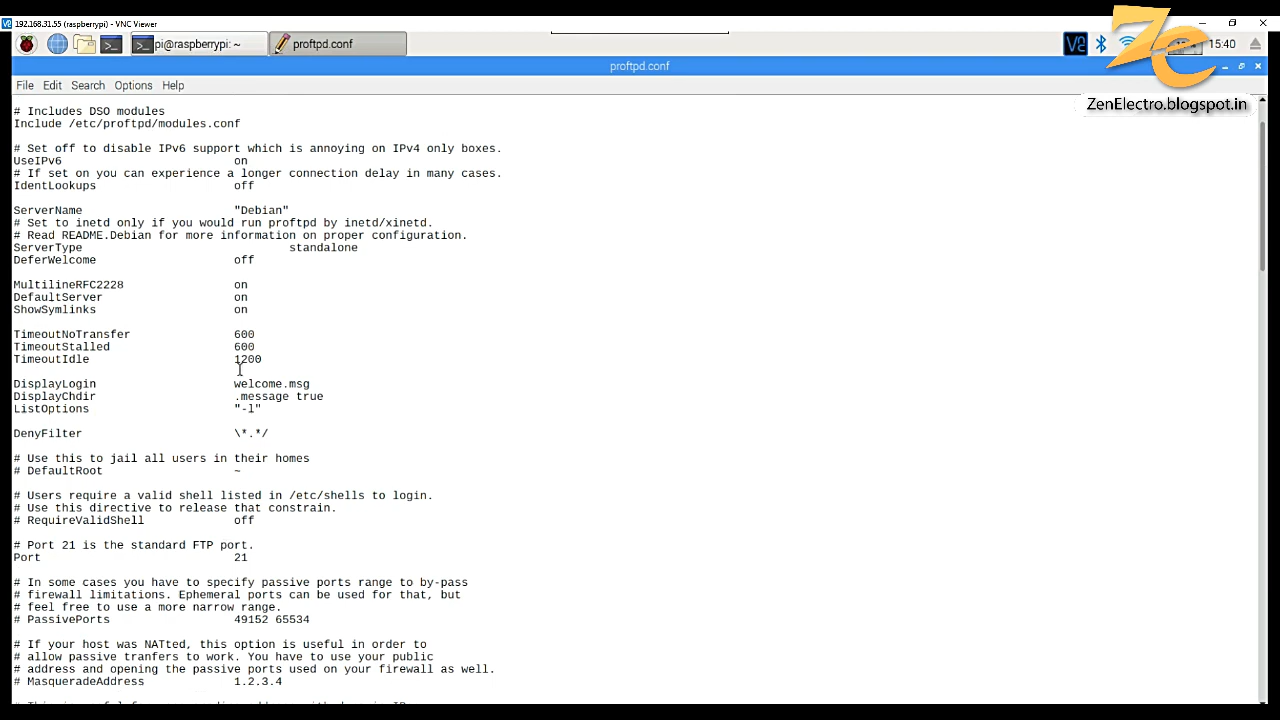 192.168.31.55 (raspberrypi) - VNC Viewer
pi@raspberrypi: ~
proftpd.conf
15:40
proftpd.conf
File Edit Search Options Help
ZenElectro.blogspot.in
# Includes DSO modules
Include /etc/proftpd/modules.conf
# Set off to disable IPv6 support which is annoying on IPv4 only boxes.
UseIPv6 on
# If set on you can experience a longer connection delay in many cases.
IdentLookups off
ServerName "Debian"
# Set to inetd only if you would run proftpd by inetd/xinetd.
# Read README.Debian for more information on proper configuration.
ServerType standalone
DeferWelcome off
MultilineRFC2228 on
DefaultServer on
ShowSymlinks on
TimeoutNoTransfer 600
TimeoutStalled 600
TimeoutIdle 1200
DisplayLogin welcome.msg
DisplayChdir .message true
ListOptions "-l"
DenyFilter \*.*/
# Use this to jail all users in their homes
# DefaultRoot ~
# Users require a valid shell listed in /etc/shells to login.
# Use this directive to release that constrain.
# RequireValidShell off
# Port 21 is the standard FTP port.
Port 21
# In some cases you have to specify passive ports range to by-pass
# firewall limitations. Ephemeral ports can be used for that, but
# feel free to use a more narrow range.
# PassivePorts 49152 65534
# If your host was NATted, this option is useful in order to
# allow passive tranfers to work. You have to use your public
# address and opening the passive ports used on your firewall as well.
# MasqueradeAddress 1.2.3.4